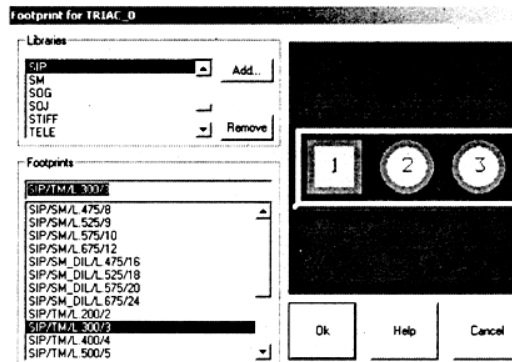 Footprint for TRIAC_0
Libraries
SIP
SM
SOG
SOJ
STIFF
TELE
Add...
Remove
Footprints
SIP/TM/L.300/3
SIP/SM/L.475/8
SIP/SM/L.525/9
SIP/SM/L.575/10
SIP/SM/L.675/12
SIP/SM_DIL/L.475/16
SIP/SM_DIL/L.525/18
SIP/SM_DIL/L.575/20
SIP/SM_DIL/L.675/24
SIP/TM/L.200/2
SIP/TM/L.300/3
SIP/TM/L.400/4
SIP/TM/L.500/5
1 2 3
Ok Help Cancel